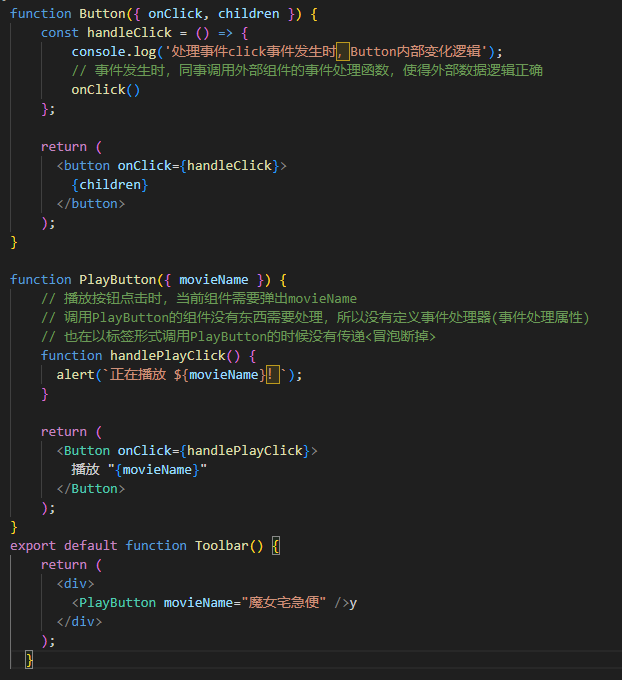 function Button({ onClick, children }) {
    const handleClick = () => {
        console.log('处理事件click事件发生时，Button内部变化逻辑');
        // 事件发生时，同事调用外部组件的事件处理函数，使得外部数据逻辑正确
        onClick()
    };
    return (
      <button onClick={handleClick}>
        {children}
      </button>
    );
}
function PlayButton({ movieName }) {
    // 播放按钮点击时，当前组件需要弹出movieName
    // 调用PlayButton的组件没有东西需要处理，所以没有定义事件处理器(事件处理属性)
    // 也在以标签形式调用PlayButton的时候没有传递<冒泡断掉>
    function handlePlayClick() {
      alert(`正在播放 ${movieName}！`);
    }
    return (
      <Button onClick={handlePlayClick}>
        播放 "{movieName}"
      </Button>
    );
}
export default function Toolbar() {
    return (
      <div>
        <PlayButton movieName="魔女宅急便" />y
      </div>
    );
  }